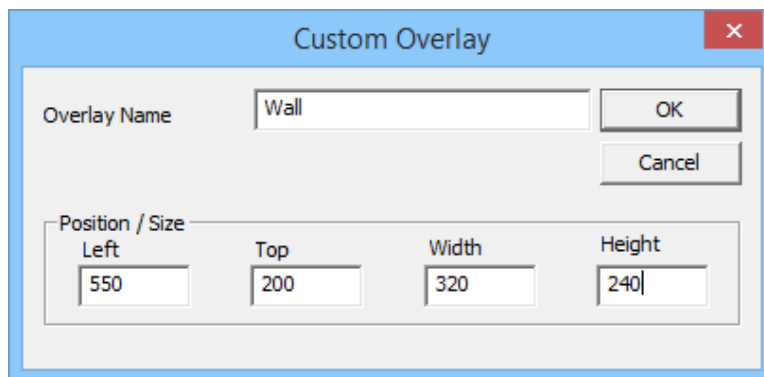 Custom Overlay
Overlay Name Wall OK
Cancel
Position / Size
Left Top Width Height
550 200 320 240